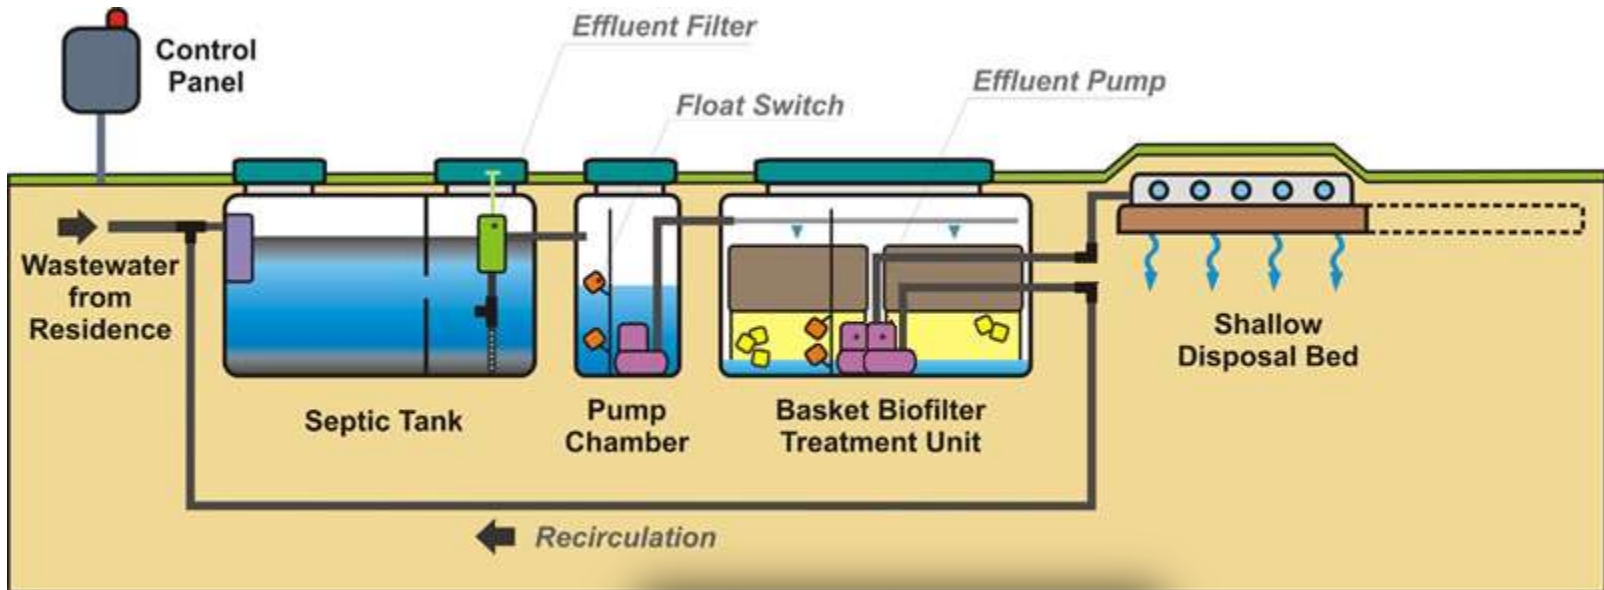 Effluent Filter
Control
Panel
Effluent Pump
Float Switch
Wastewater
from
Residence
Shallow
Disposal Bed
Septic Tank
Pump
Chamber
Basket Biofilter
Treatment Unit
Recirculation